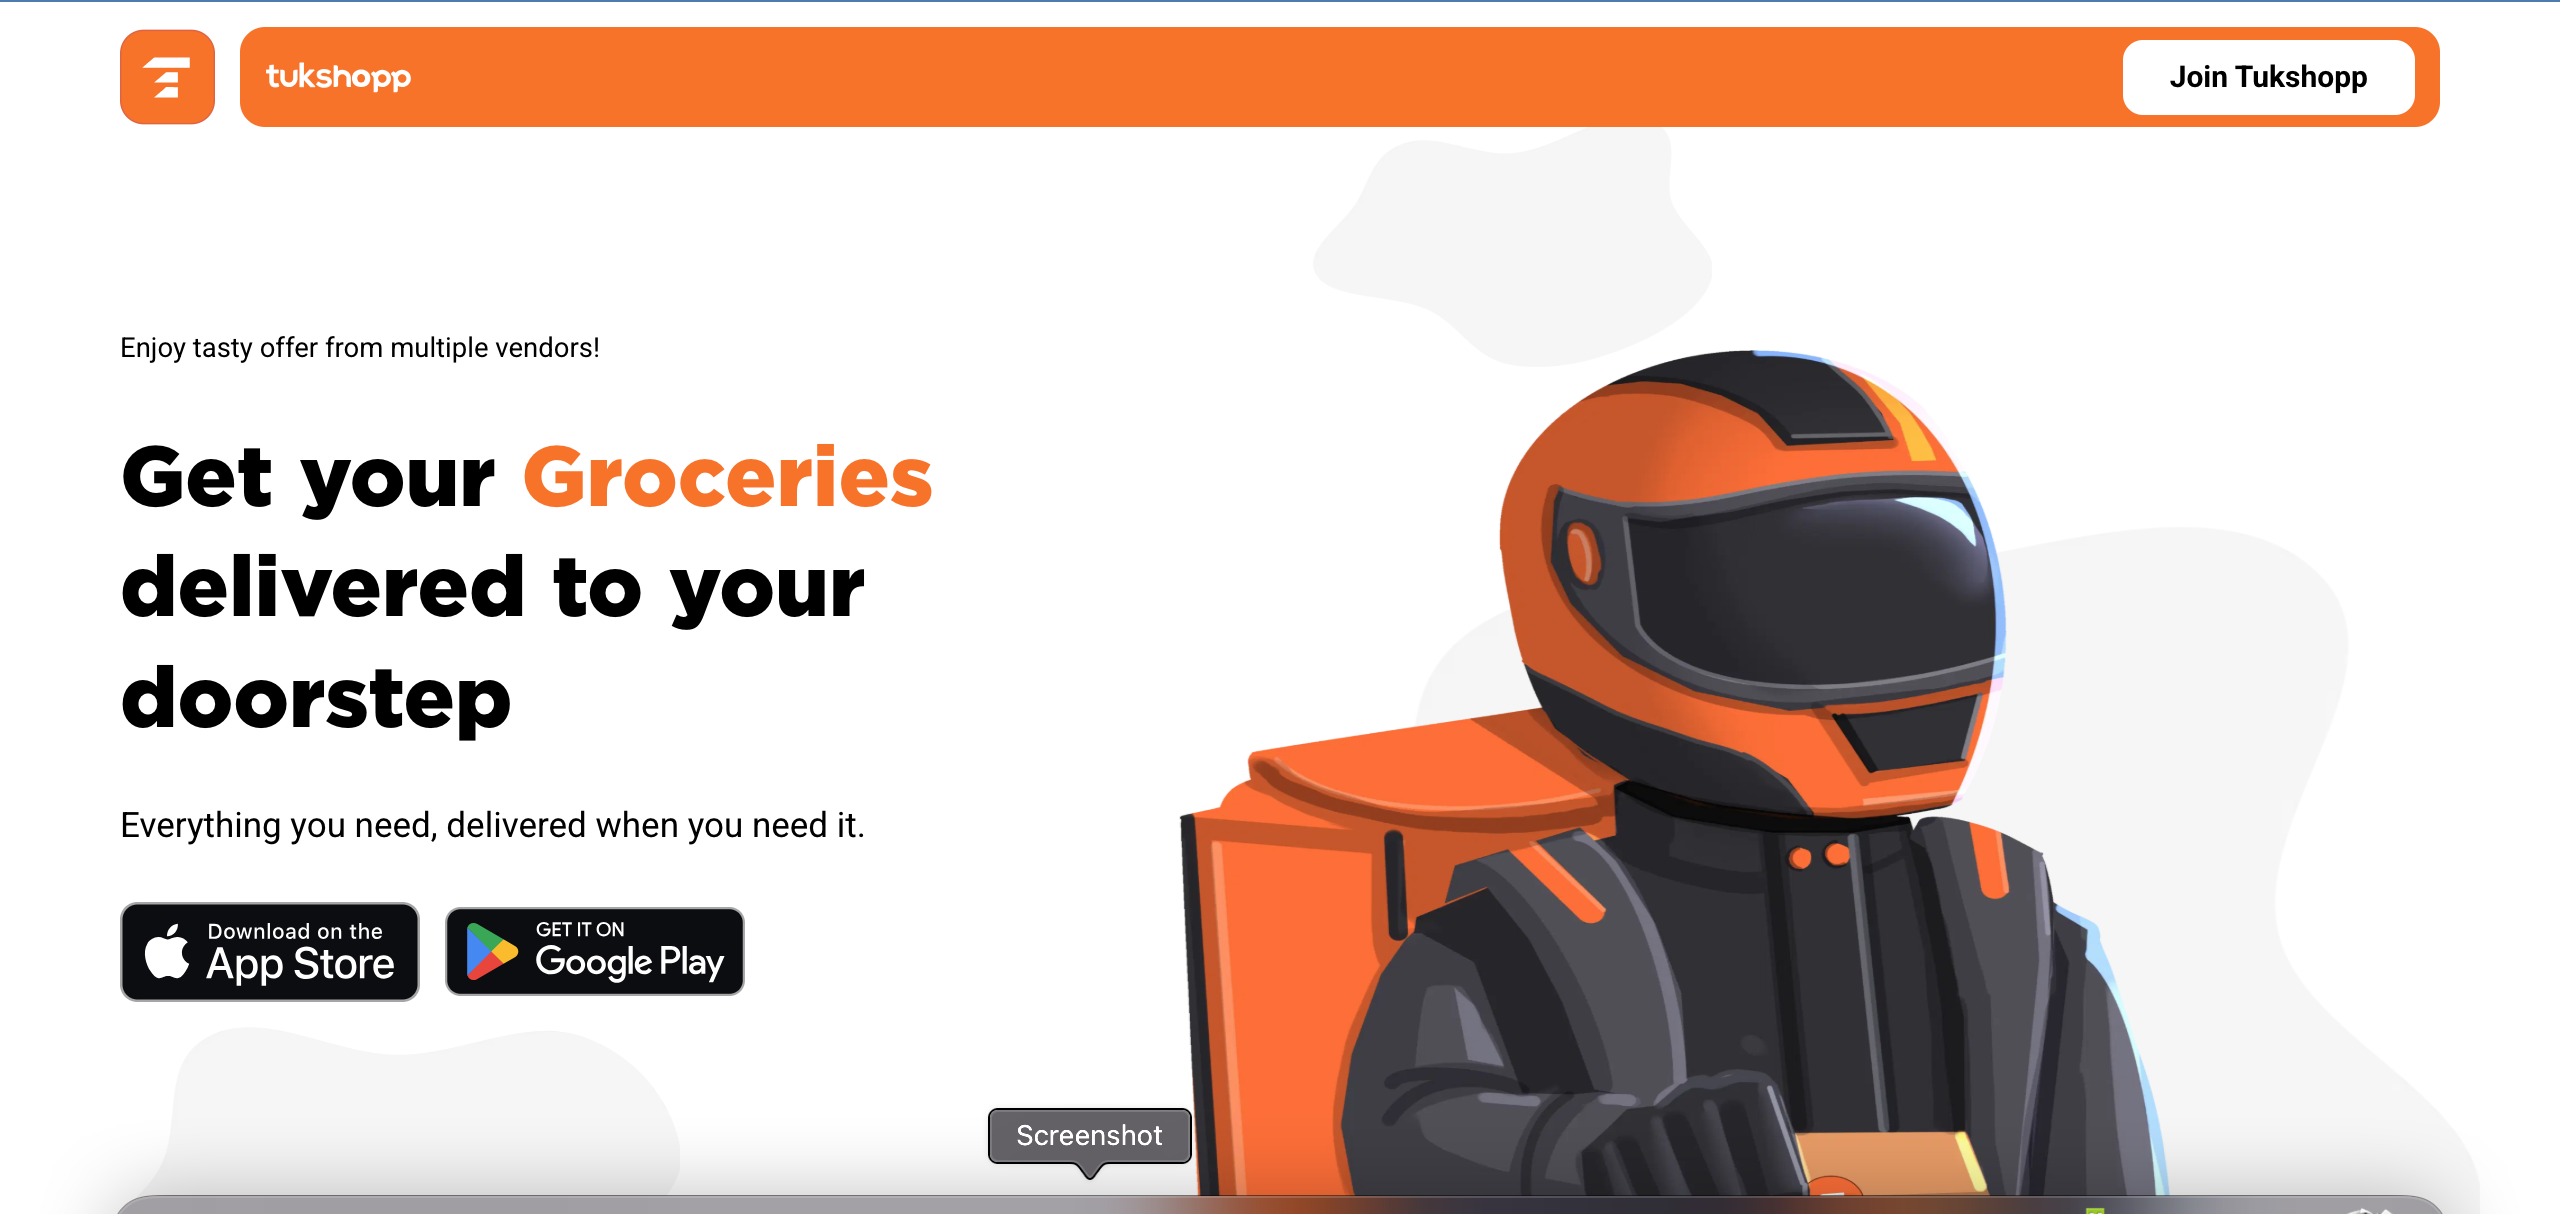 tukshopp
Join Tukshopp
Enjoy tasty offer from multiple vendors!
Get your Groceries
delivered to your
doorstep
Everything you need, delivered when you need it.
Download on the
App Store
GET IT ON
Google Play
Screenshot